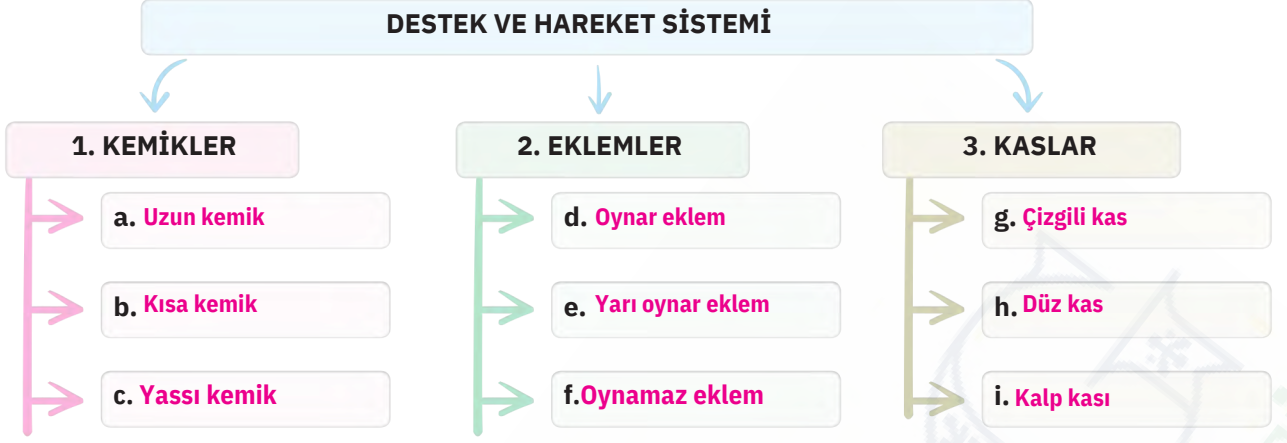 DESTEK VE HAREKET SİSTEMİ
1. KEMİKLER
a. Uzun kemik
b. Kısa kemik
c. Yassı kemik
2. EKLEMLER
d. Oynar eklem
e. Yarı oynar eklem
f.Oynamaz eklem
3. KASLAR
g. Çizgili kas
h. Düz kas
i. Kalp kası